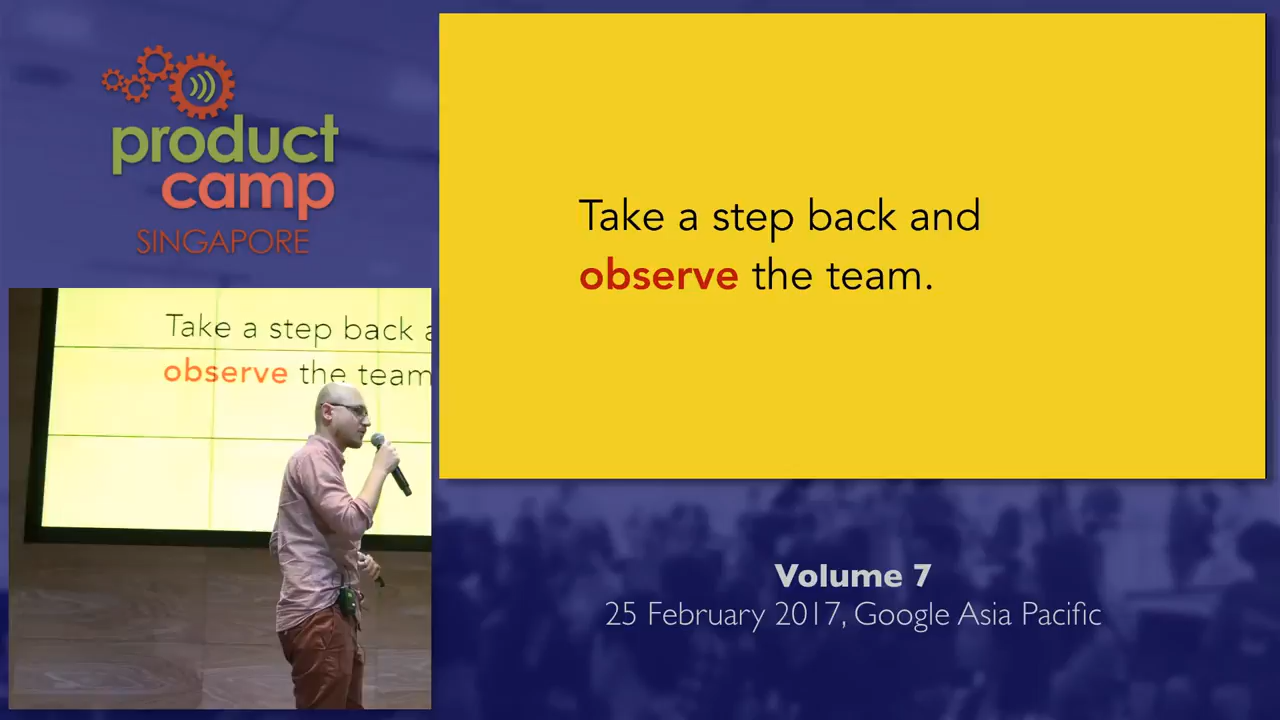 product
camp
SINGAPORE
Take a step back and
observe the team.
Take a step back a
observe the team
Volume 7
25 February 2017, Google Asia Pacific